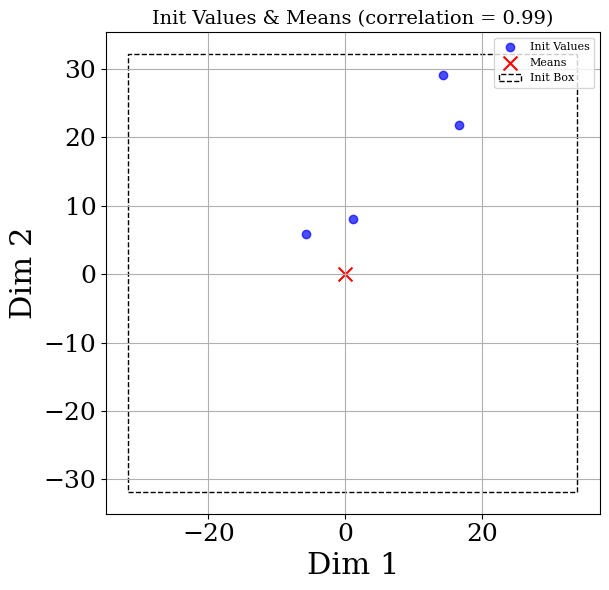 Init Values & Means (correlation = 0.99)
Init Values
Means
Init Box
30
20
10
0
−10
−20
−30
Dim 2
−20
0
20
Dim 1